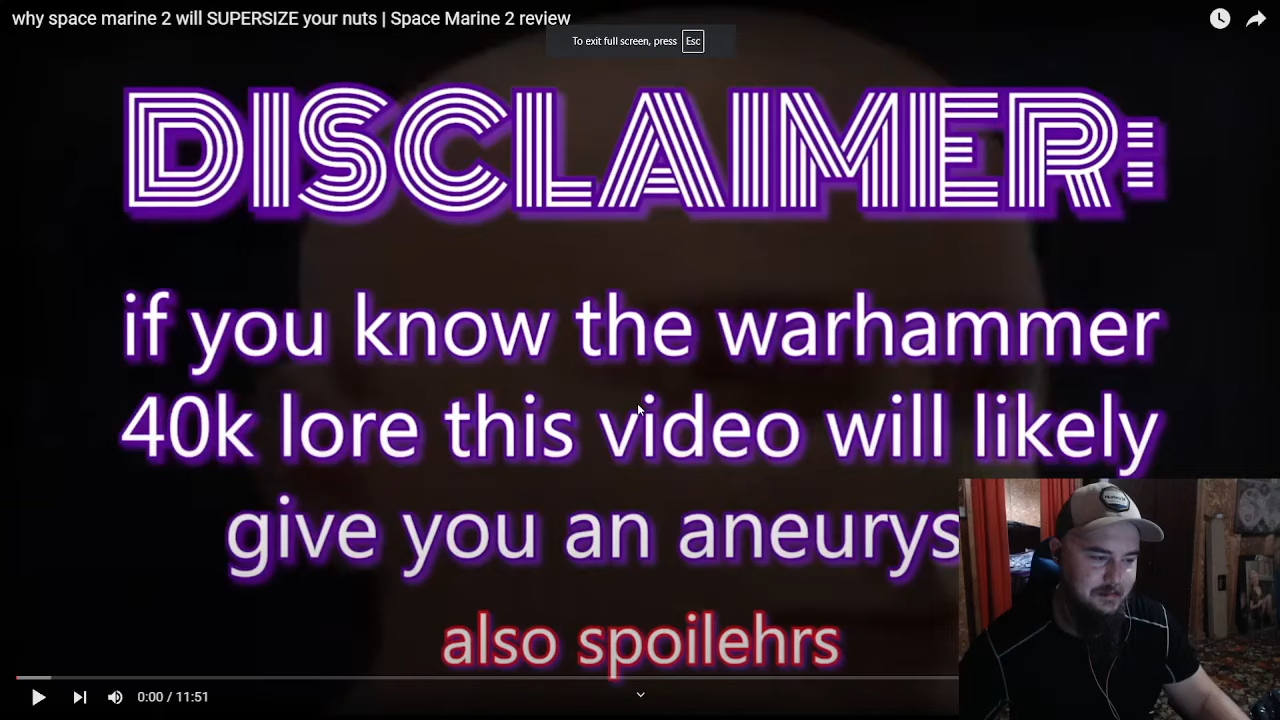 why space marine 2 will SUPERSIZE your nuts | Space Marine 2 review
To exit full screen, press Esc
DISCLAIMER:
if you know the warhammer
40k lore this video will likely
give you an aneurys
also spoilehrs
0:00 / 11:51